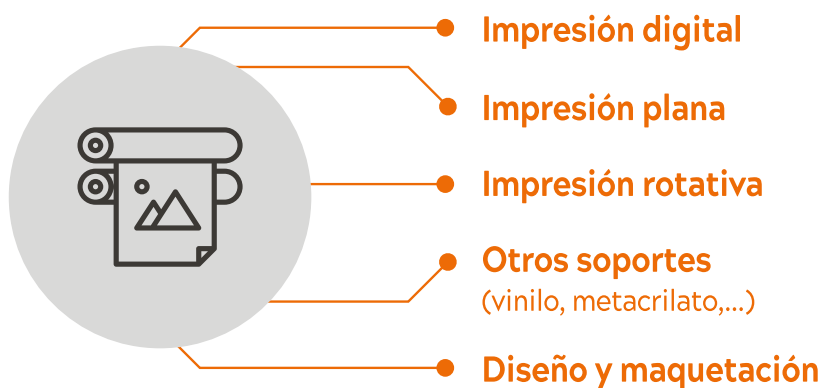 Impresión digital
Impresión plana
Impresión rotativa
Otros soportes
(vinilo, metacrilato,...)
Diseño y maquetación